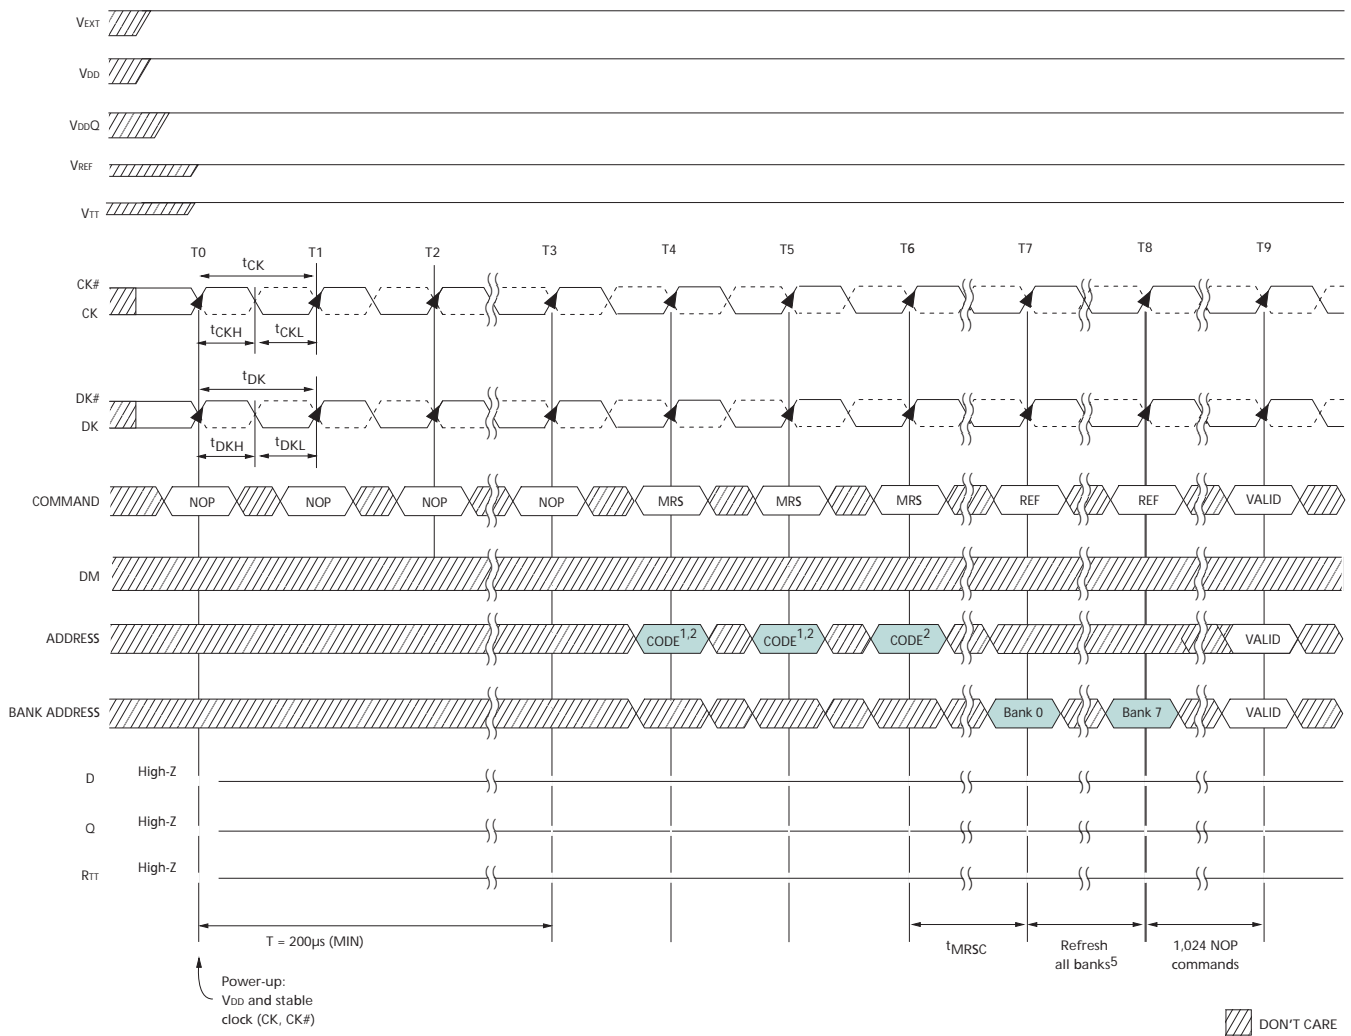 VEXT
VDD
VDDQ
VREF
VTT
T0 T1 T2 T3 T4 T5 T6 T7 T8 T9
tCK
CK#
CK
tCKH tCKL
tDK
DK#
DK
tDKH tDKL
COMMAND NOP NOP NOP NOP MRS MRS MRS REF REF VALID
DM
ADDRESS CODE1,2 CODE1,2 CODE2 VALID
BANK ADDRESS Bank 0 Bank 7 VALID
D High-Z
Q High-Z
RTT High-Z
T = 200µs (MIN) tMRSC Refresh 1,024 NOP
all banks5 commands
Power-up:
VDD and stable
clock (CK, CK#)
DON'T CARE